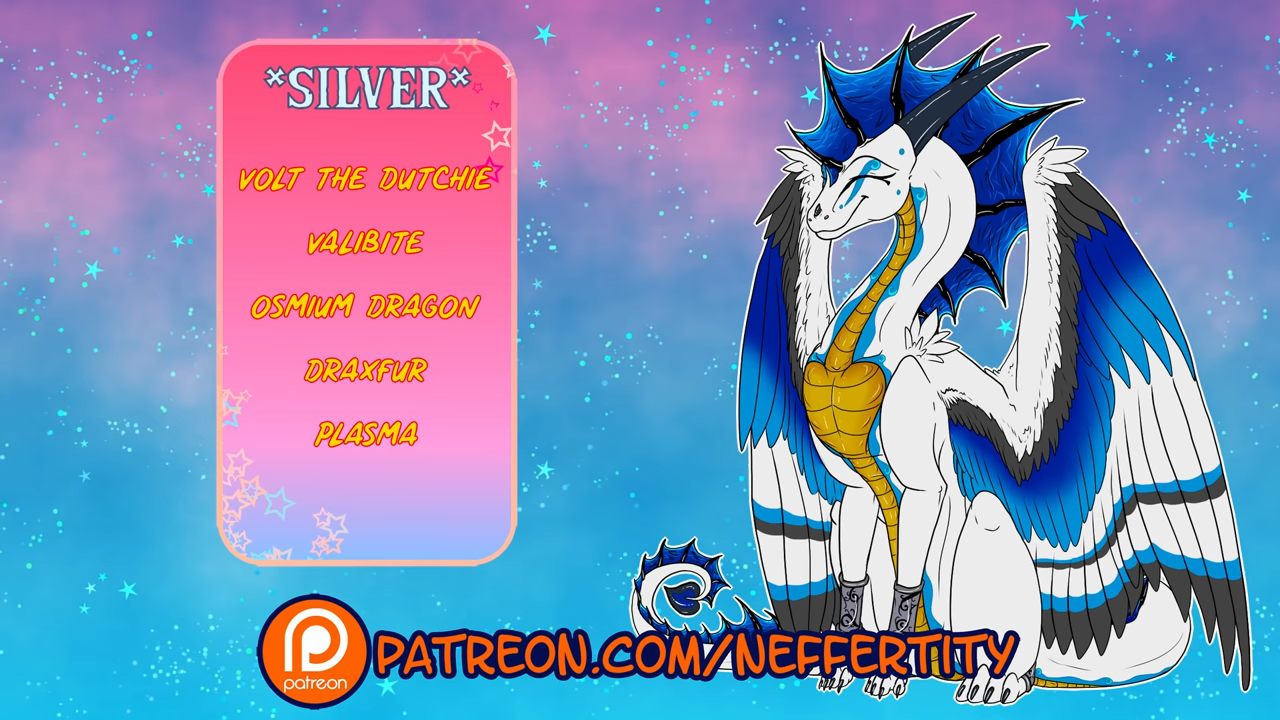 *SILVER*
VOLT THE DUTCHIE
VALIBITE
OSMIUM DRAGON
DRAXFUR
PLASMA
patreon
PATREON.COM/NEFFERTITY